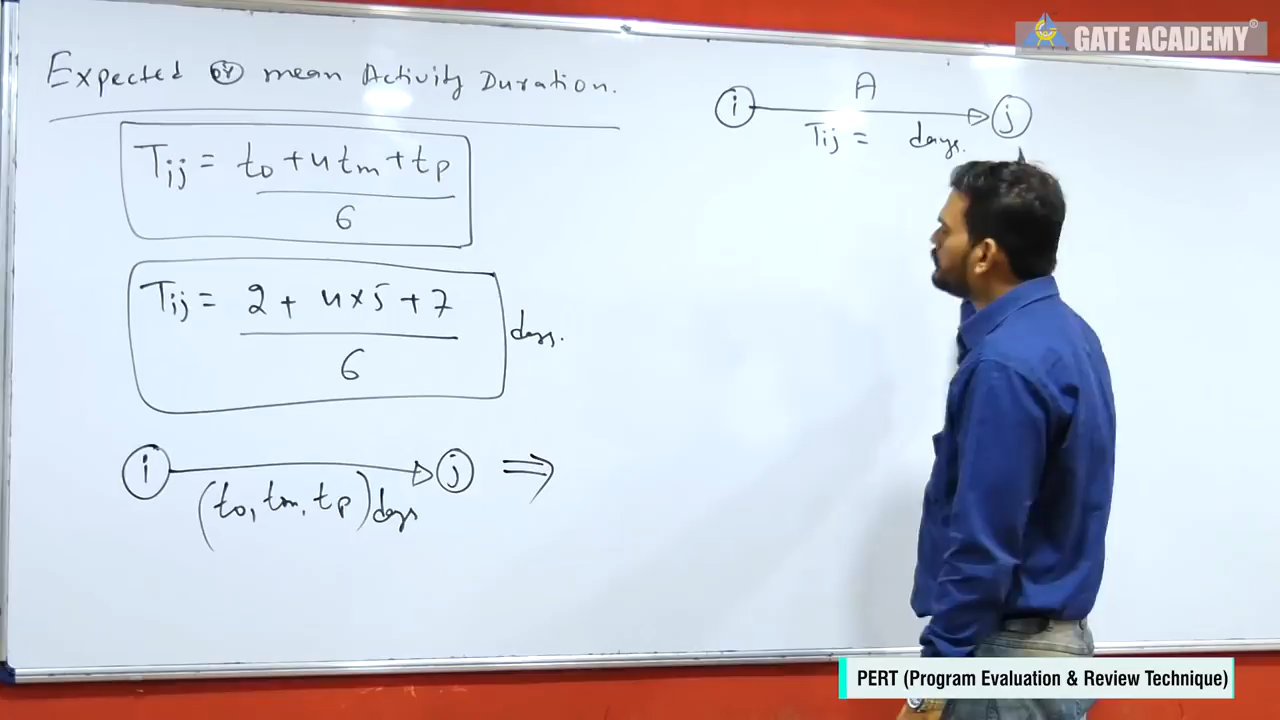 Expected or mean Activity Duration.
Tij = to + 4tm + tp
6
Tij = 2 + 4×5 + 7
6
days.
i j ⇒
(to, tm, tp) days
A
i j
Tij = days.
GATE ACADEMY®
PERT (Program Evaluation & Review Technique)